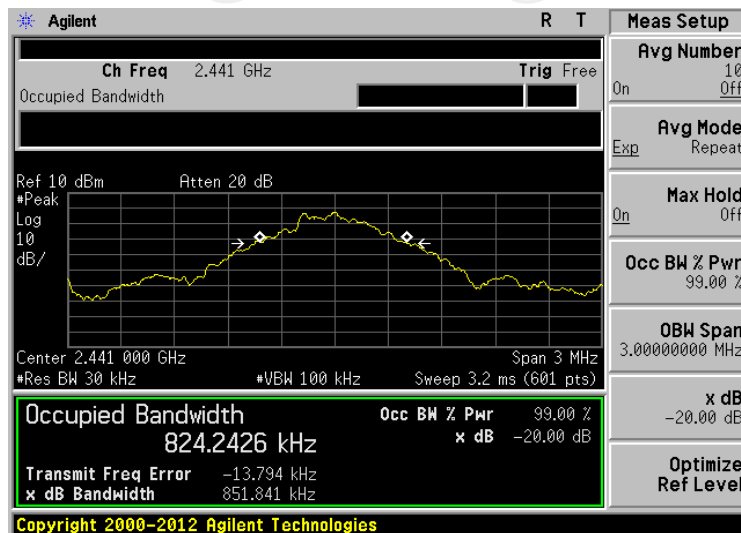 Agilent R T Meas Setup
Ch Freq 2.441 GHz Trig Free
Occupied Bandwidth
Avg Number
10
On Off
Avg Mode
Exp Repeat
Max Hold
On Off
Occ BW % Pwr
99.00 %
OBW Span
3.00000000 MHz
x dB
-20.00 dB
Optimize
Ref Level
Ref 10 dBm Atten 20 dB
#Peak
Log
10
dB/
Center 2.441 000 GHz Span 3 MHz
#Res BW 30 kHz #VBW 100 kHz Sweep 3.2 ms (601 pts)
Occupied Bandwidth Occ BW % Pwr 99.00 %
824.2426 kHz x dB -20.00 dB
Transmit Freq Error -13.794 kHz
x dB Bandwidth 851.841 kHz
Copyright 2000-2012 Agilent Technologies